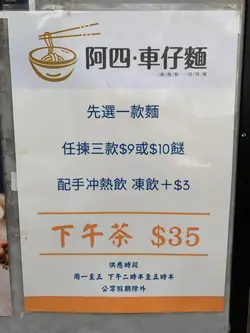 阿四·車仔麵
先選一款麵
任揀三款$9或$10餸
配手冲熱飲 凍飲＋$3
下午茶 $35
供應時段
周一至五 下午二時半至五時半
公眾假期除外